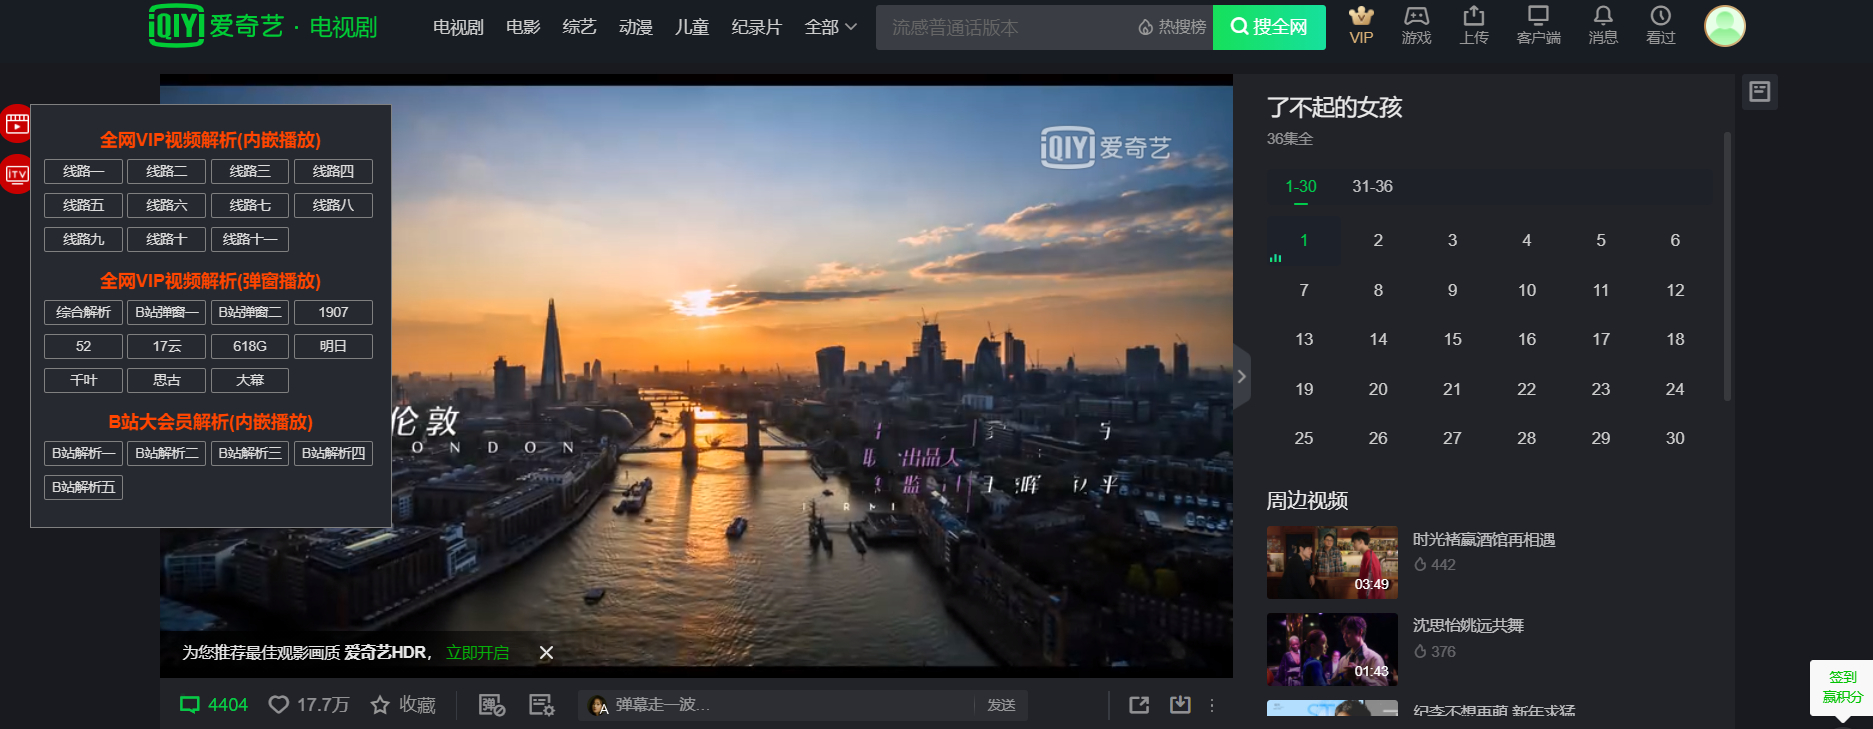 iQIYI 爱奇艺 · 电视剧
电视剧 电影 综艺 动漫 儿童 纪录片 全部
流感普通话版本 热搜榜 搜全网
VIP 游戏 上传 客户端 消息 看过
全网VIP视频解析(内嵌播放)
线路一 线路二 线路三 线路四
线路五 线路六 线路七 线路八
线路九 线路十 线路十一
全网VIP视频解析(弹窗播放)
综合解析 B站弹窗一 B站弹窗二 1907
52 17云 618G 明日
千叶 思古 大幕
B站大会员解析(内嵌播放)
B站解析一 B站解析二 B站解析三 B站解析四
B站解析五
iTV
iQIYI 爱奇艺
伦敦
O N D O N
出品人
监
为您推荐最佳观影画质 爱奇艺HDR， 立即开启
4404 17.7万 收藏 弹 A 弹幕走一波... 发送
了不起的女孩
36集全
1-30 31-36
1 2 3 4 5 6
7 8 9 10 11 12
13 14 15 16 17 18
19 20 21 22 23 24
25 26 27 28 29 30
周边视频
03:49 时光褚赢酒馆再相遇
442
01:43 沈思怡姚远共舞
376
纪李不想再萌 新年求猛
签到
赢积分